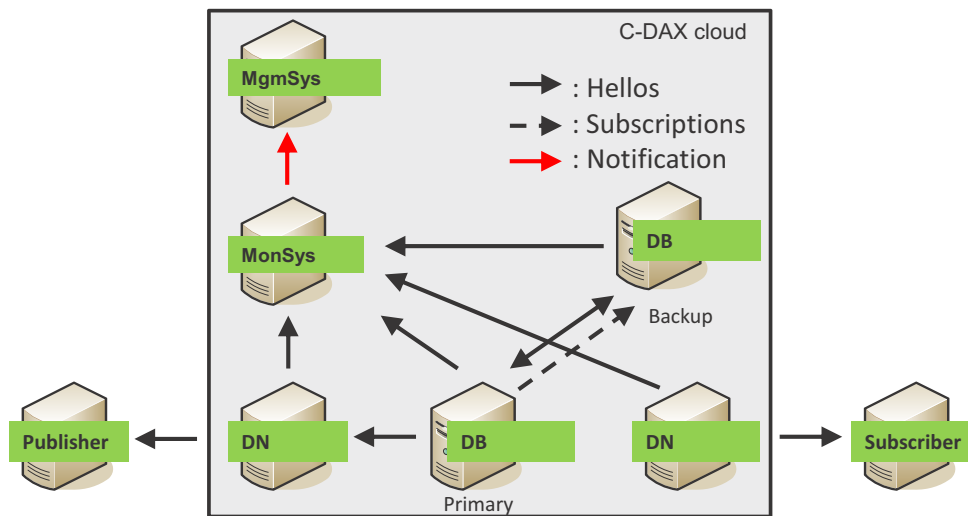 C-DAX cloud
MgmSys
: Hellos
: Subscriptions
: Notification
MonSys
DB
Backup
Publisher
DN
DB
DN
Subscriber
Primary